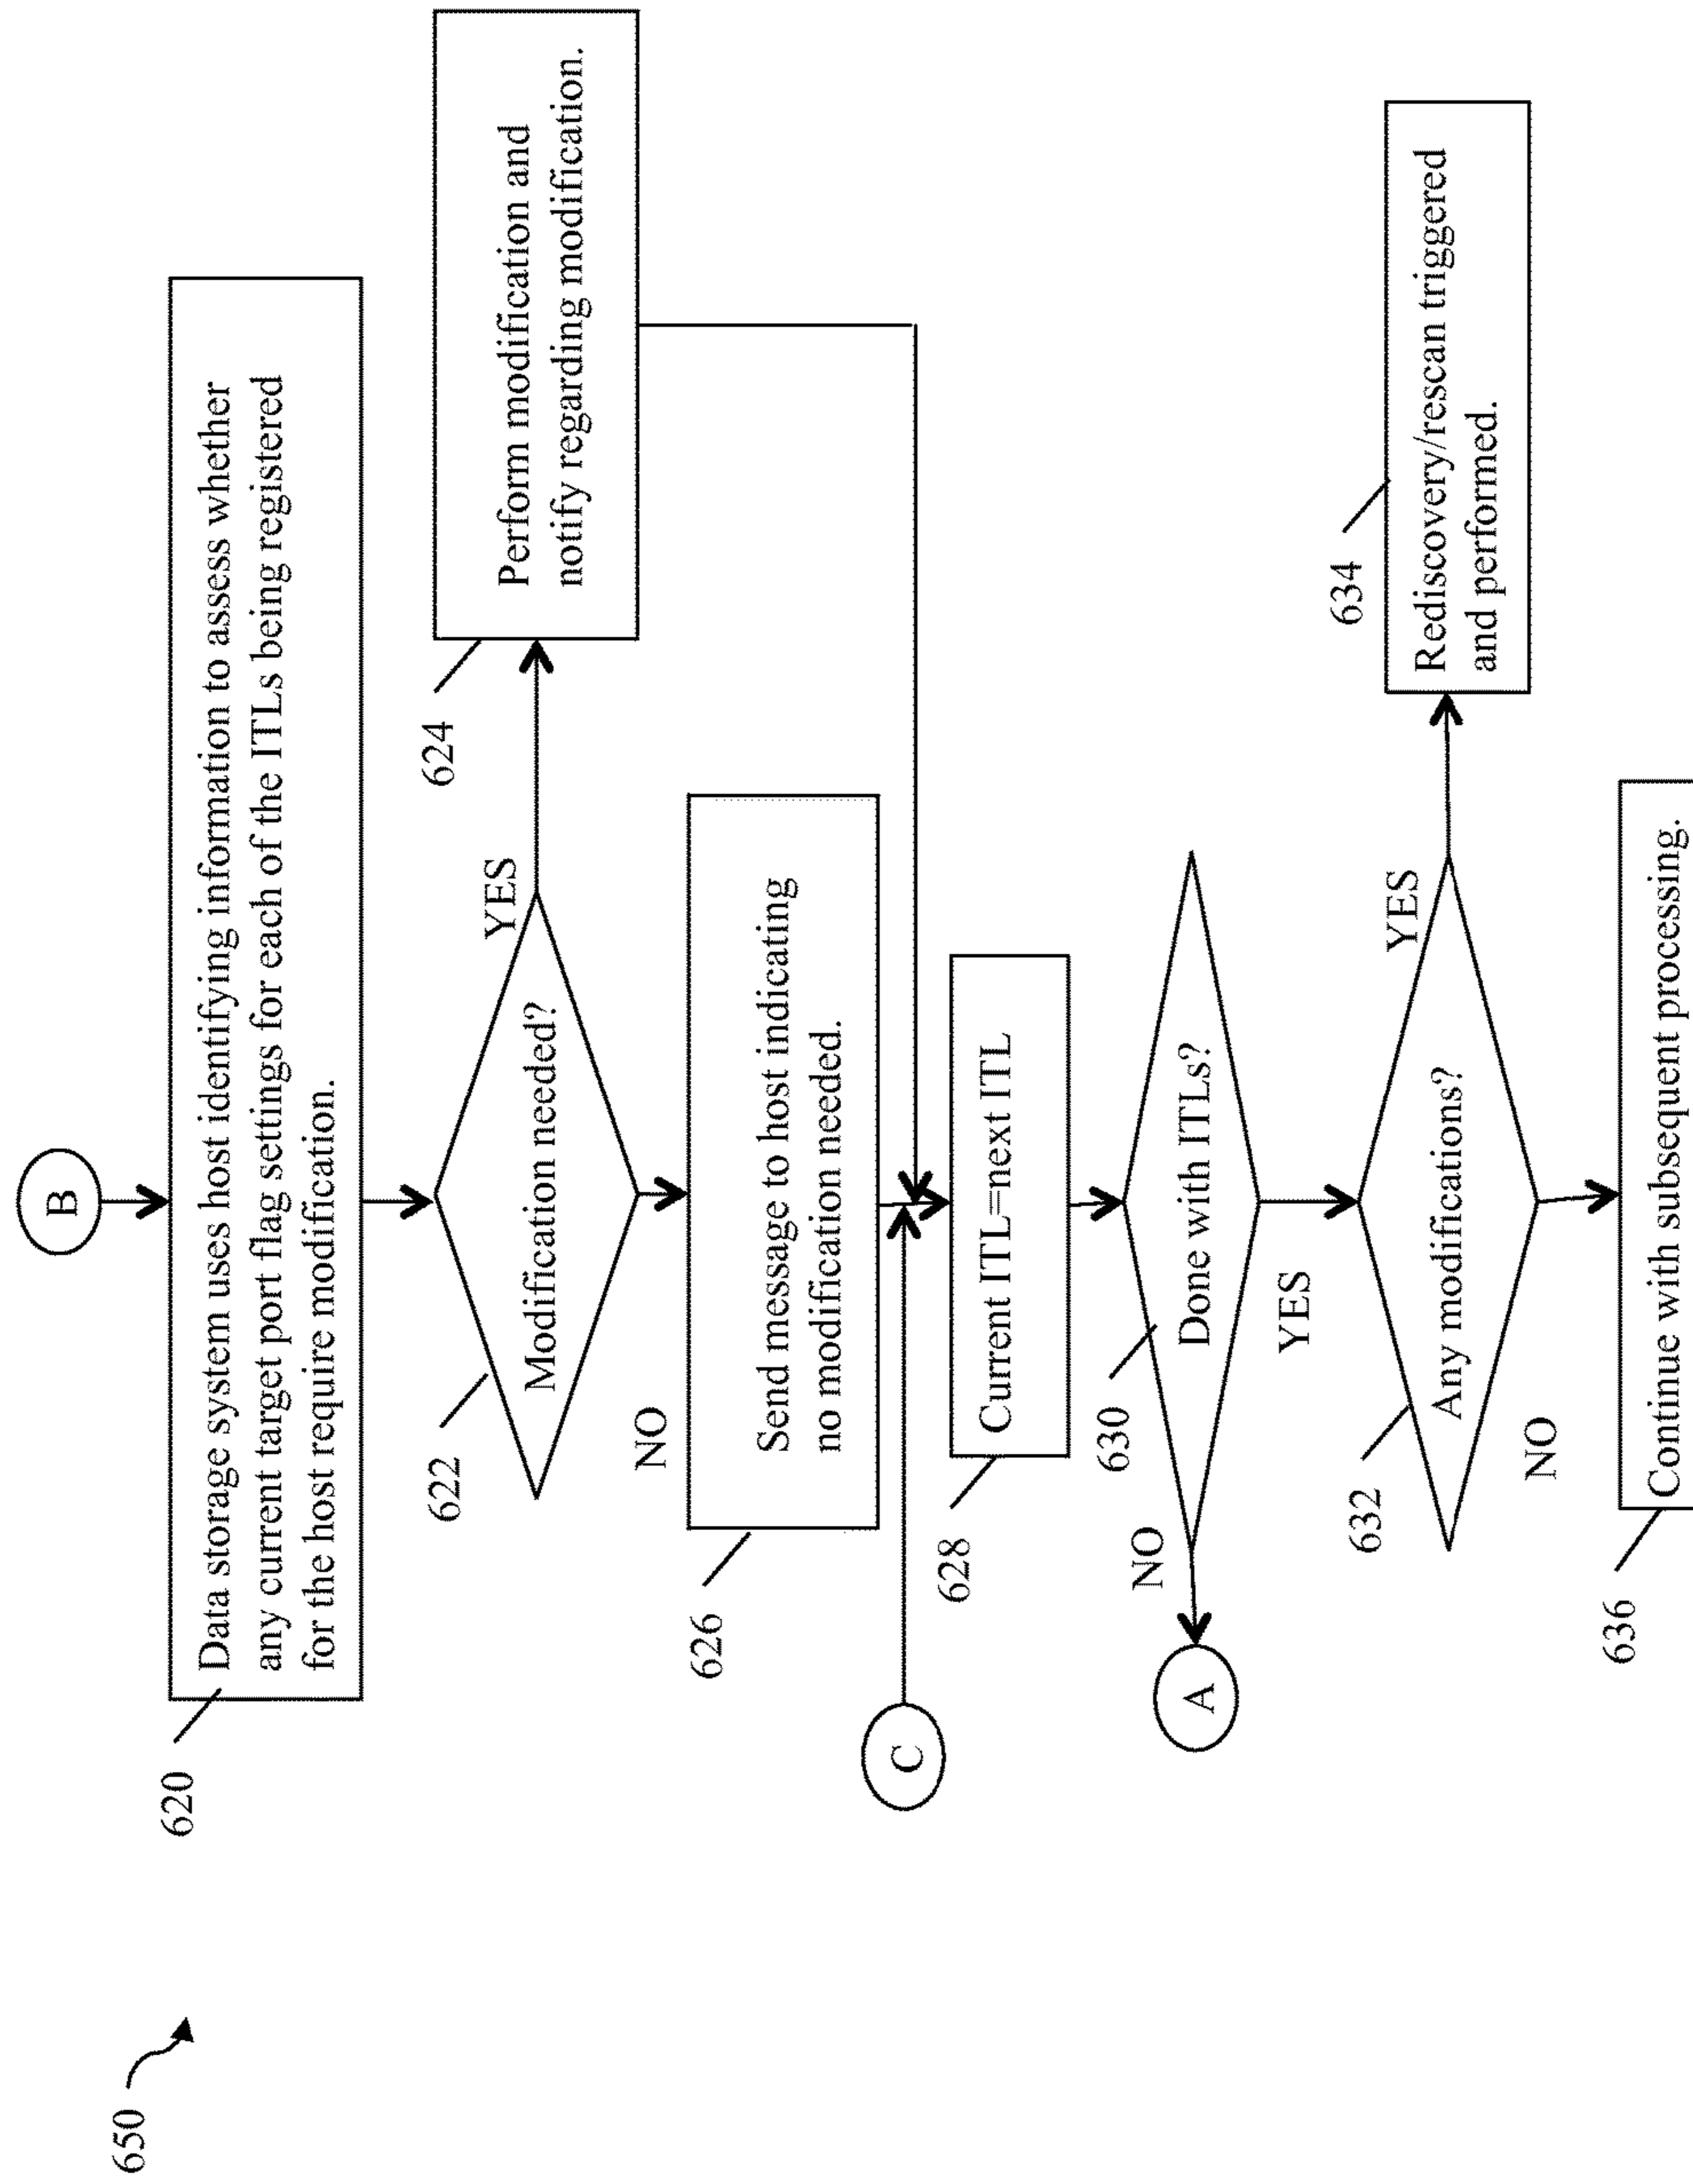 650
B
620
Data storage system uses host identifying information to assess whether
any current target port flag settings for each of the ITLs being registered
for the host require modification.
622
Modification needed?
YES
624
Perform modification and
notify regarding modification.
NO
626
Send message to host indicating
no modification needed.
C
628
Current ITL=next ITL
NO
630
Done with ITLs?
A
YES
632
Any modifications?
YES
634
Rediscovery/rescan triggered
and performed.
NO
636
Continue with subsequent processing.